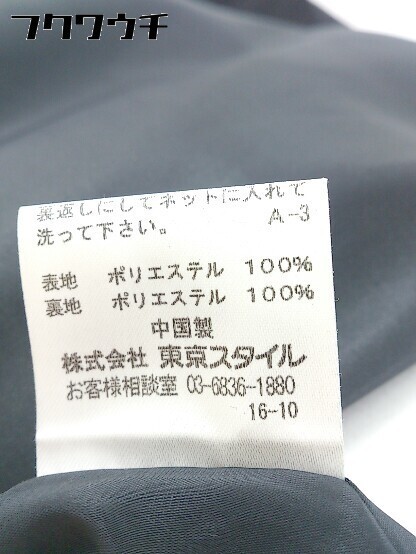 フクワウチ
裏返しにしてネットに入れて
洗って下さい。 A-3
表地 ポリエステル 100%
裏地 ポリエステル 100%
中国製
株式会社 東京スタイル
お客様相談室 03-6836-1880
16-10